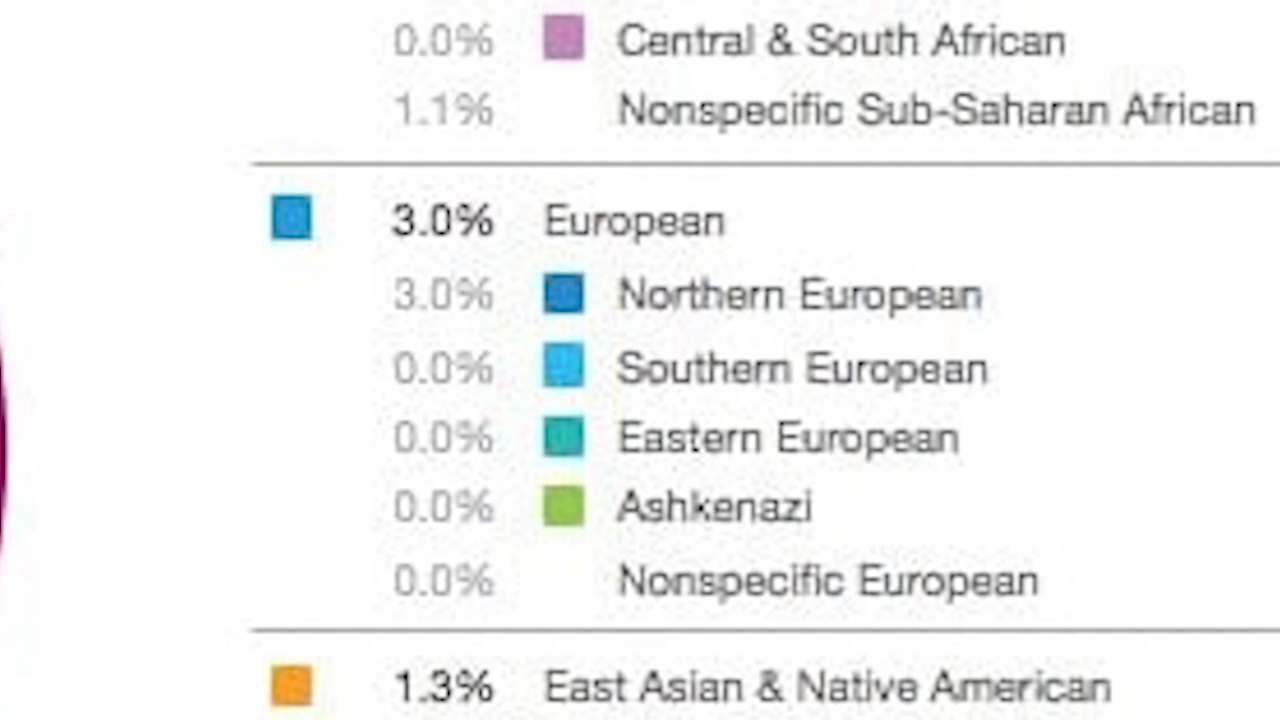 0.0% Central & South African
1.1% Nonspecific Sub-Saharan African
3.0% European
3.0% Northern European
0.0% Southern European
0.0% Eastern European
0.0% Ashkenazi
0.0% Nonspecific European
1.3% East Asian & Native American